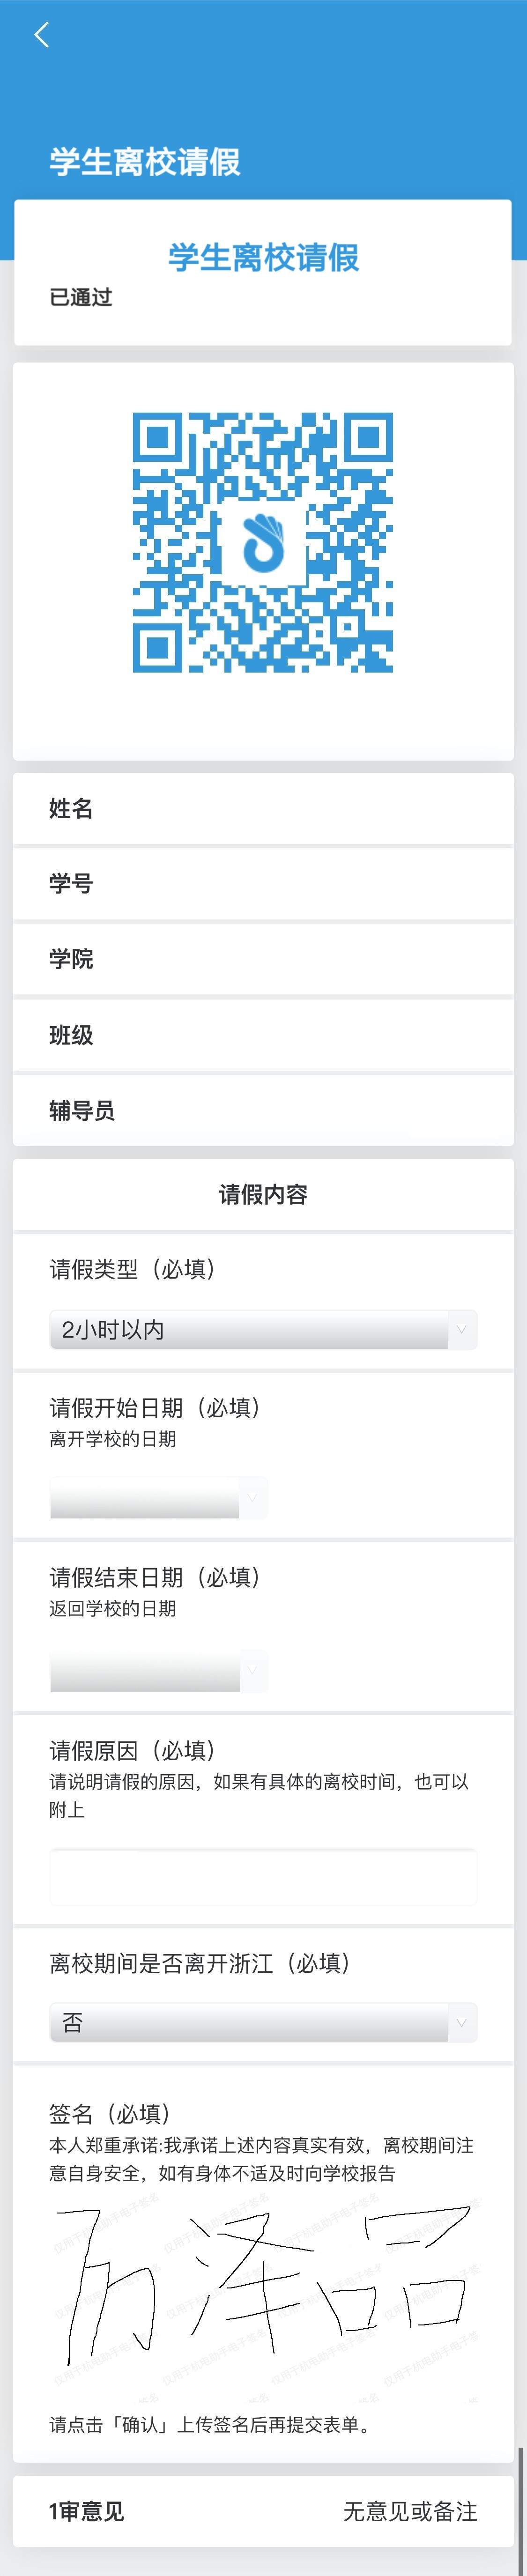 学生离校请假
学生离校请假
已通过
姓名
学号
学院
班级
辅导员
请假内容
请假类型（必填）
2小时以内
请假开始日期（必填）
离开学校的日期
请假结束日期（必填）
返回学校的日期
请假原因（必填）
请说明请假的原因，如果有具体的离校时间，也可以
附上
离校期间是否离开浙江（必填）
否
签名（必填）
本人郑重承诺:我承诺上述内容真实有效，离校期间注
意自身安全，如有身体不适及时向学校报告
请点击「确认」上传签名后再提交表单。
1审意见 无意见或备注